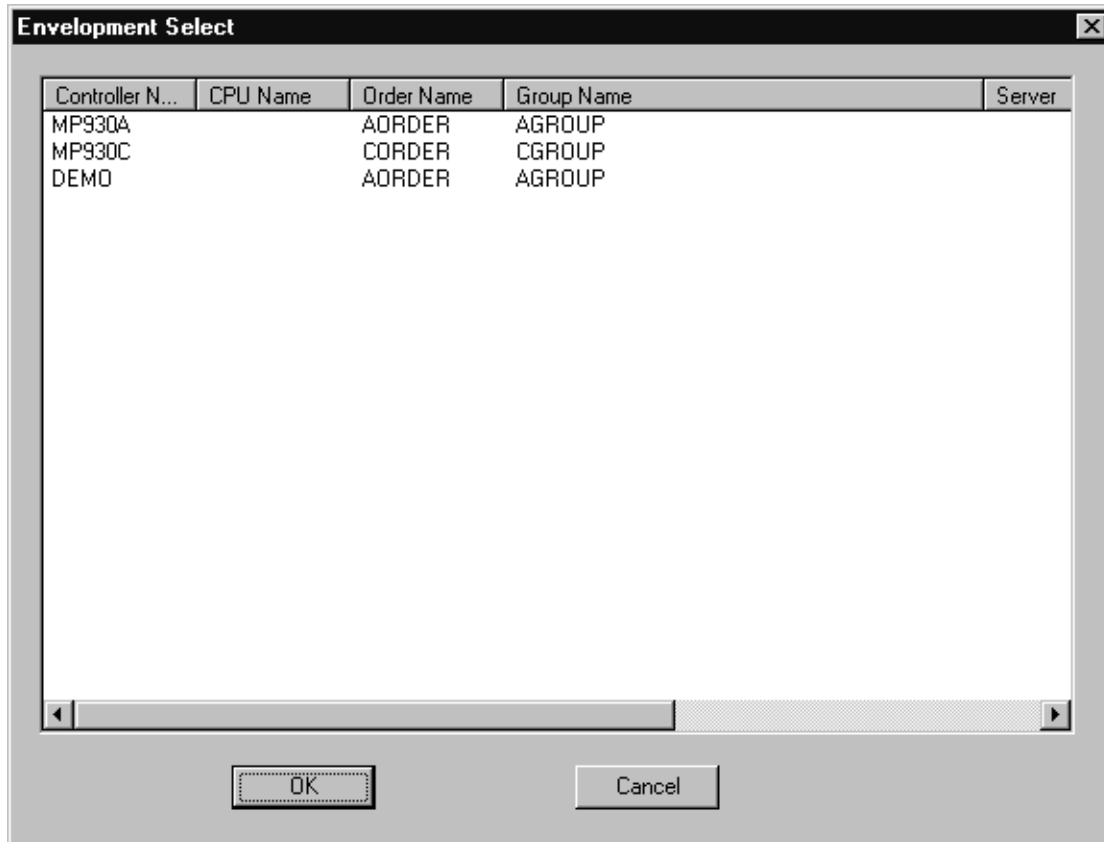 Envelopment Select
Controller N... CPU Name Order Name Group Name Server
MP930A AORDER AGROUP
MP930C CORDER CGROUP
DEMO AORDER AGROUP
OK Cancel